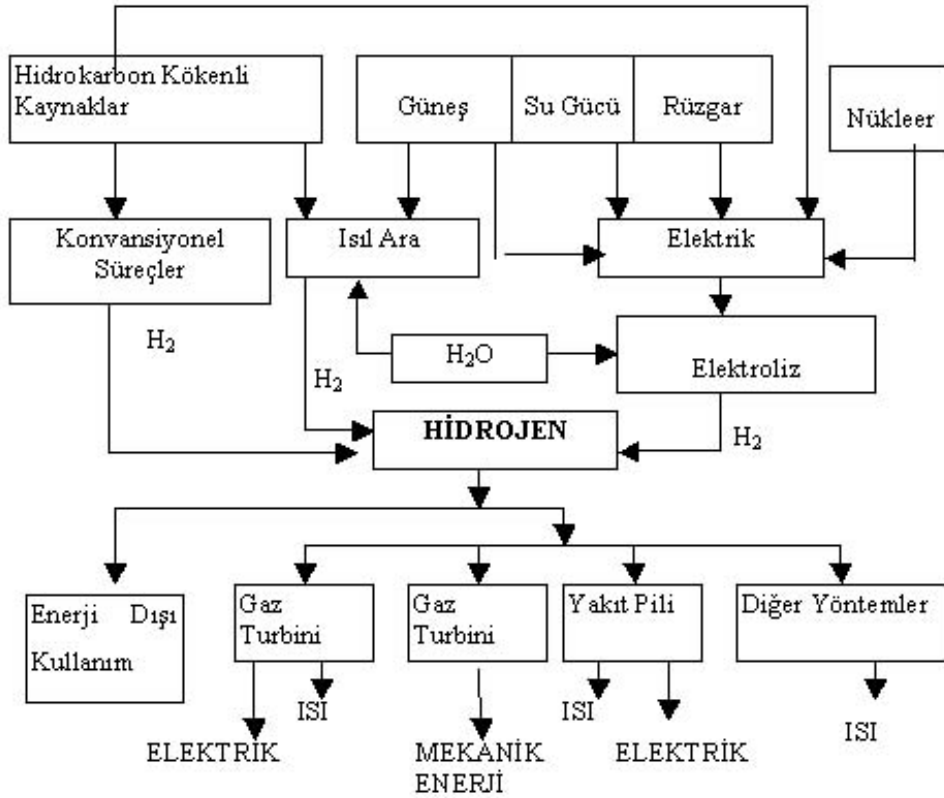 Hidrokarbon Kökenli
Kaynaklar
Güneş
Su Gücü
Rüzgar
Nükleer
Konvansiyonel
Süreçler
Isıl Ara
Elektrik
H₂
H₂
H₂O
Elektroliz
HİDROJEN
H₂
Enerji Dışı
Kullanım
Gaz
Turbini
Gaz
Turbini
Yakıt Pili
Diğer Yöntemler
ISI
ISI
ISI
ELEKTRİK
MEKANİK
ENERJİ
ELEKTRİK